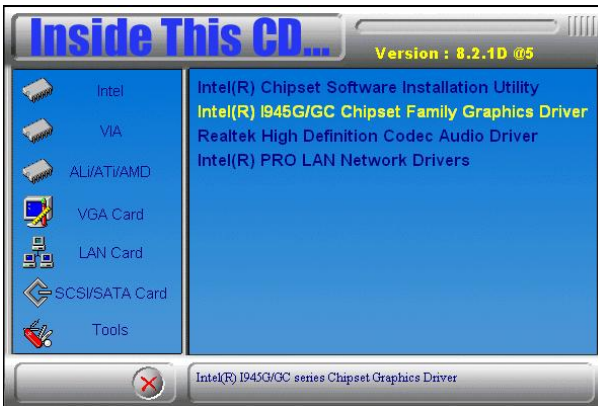 Inside This CD...
Version : 8.2.1D @5
Intel
VIA
ALi/ATi/AMD
VGA Card
LAN Card
SCSI/SATA Card
Tools
Intel(R) Chipset Software Installation Utility
Intel(R) I945G/GC Chipset Family Graphics Driver
Realtek High Definition Codec Audio Driver
Intel(R) PRO LAN Network Drivers
Intel(R) I945G/GC series Chipset Graphics Driver